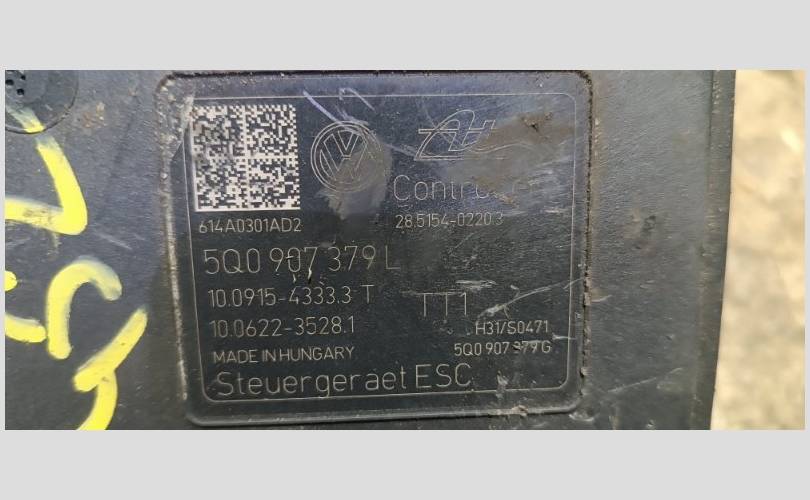 614A0301AD2
28.5154-0220.3
5Q0 907 379 L
10.0915-4333.3 T
TT1
10.0622-3528.1
H31/S0471
MADE IN HUNGARY
5Q0 907 379 G
Steuergeraet ESC